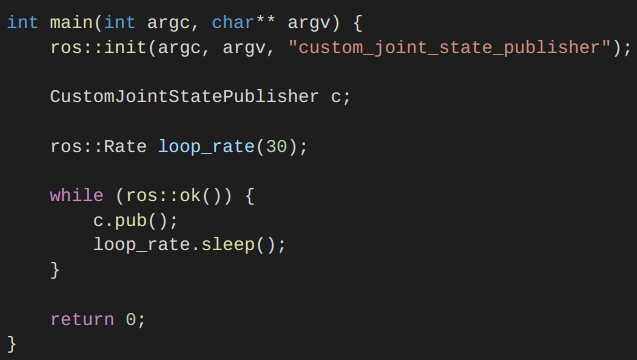 int main(int argc, char** argv) {
    ros::init(argc, argv, "custom_joint_state_publisher");

    CustomJointStatePublisher c;

    ros::Rate loop_rate(30);

    while (ros::ok()) {
        c.pub();
        loop_rate.sleep();
    }

    return 0;
}